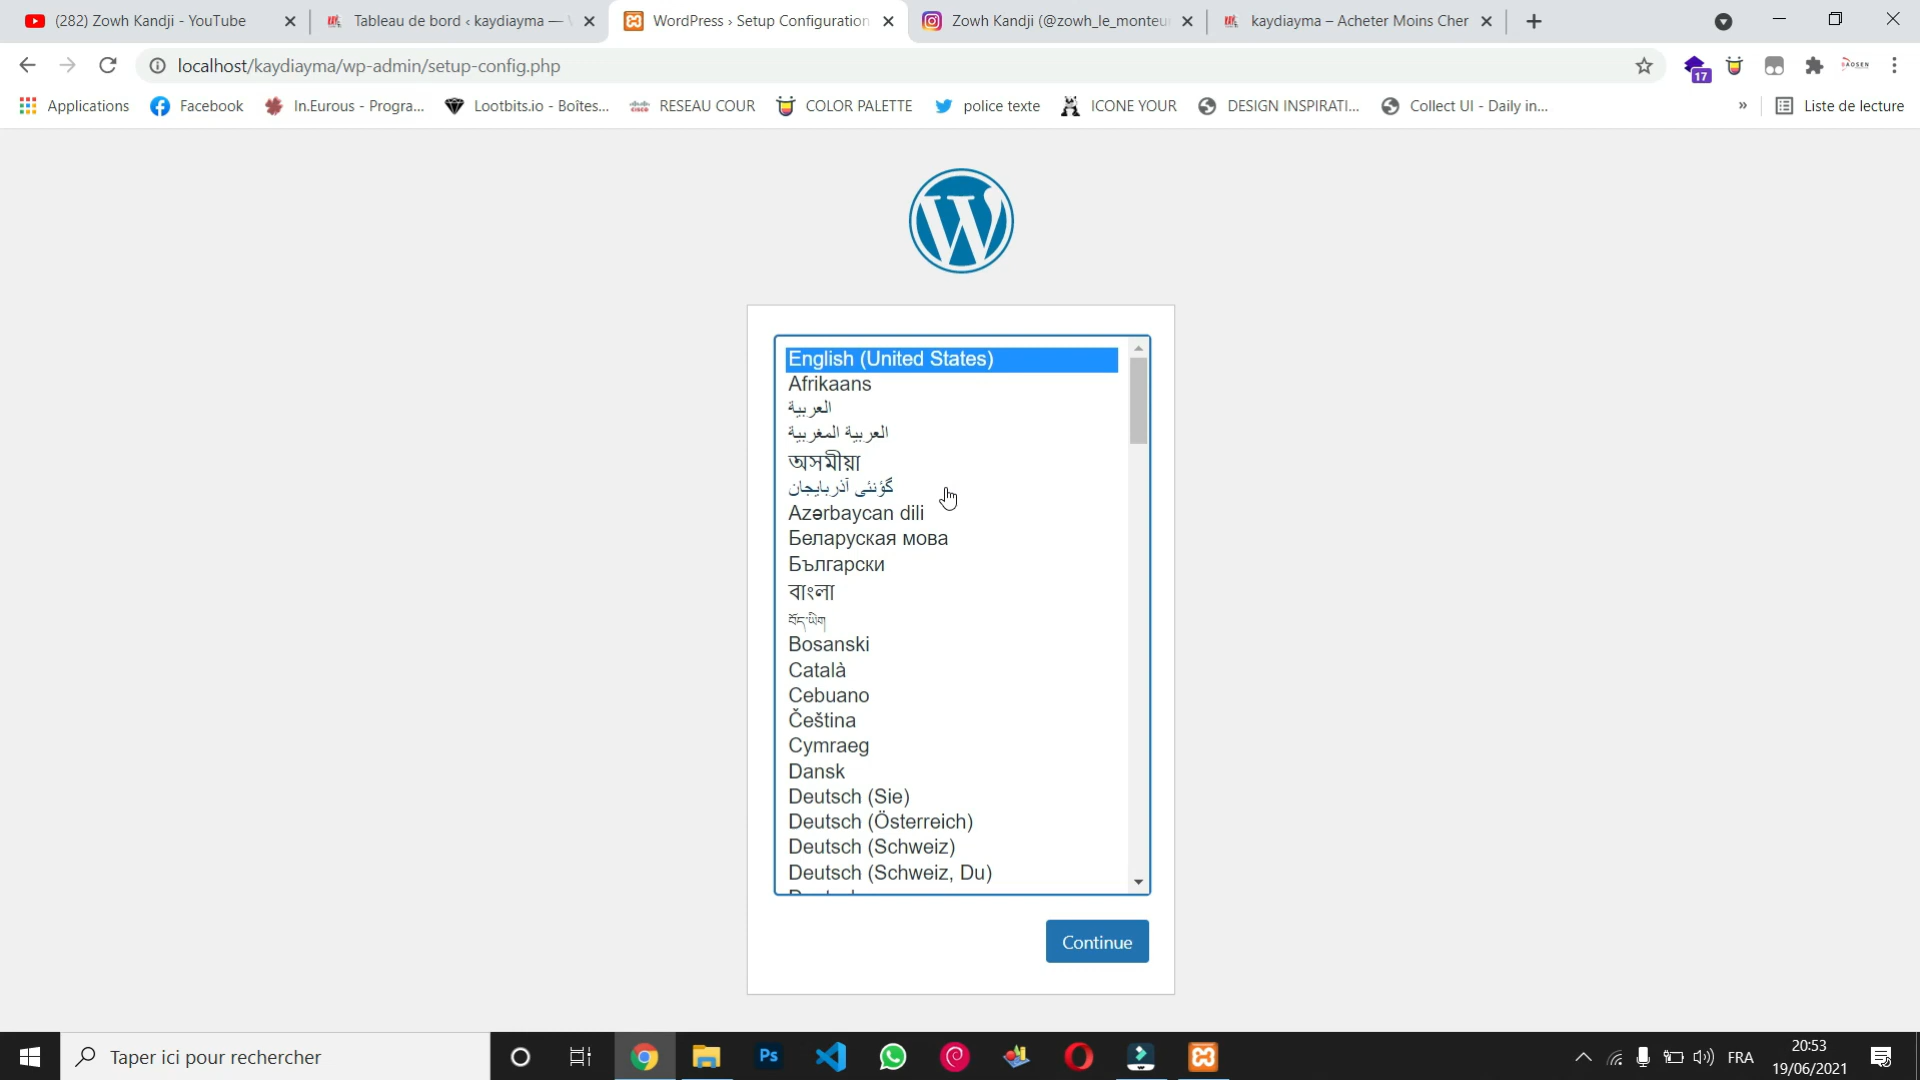 (282) Zowh Kandji - YouTube
Tableau de bord ‹ kaydiayma —
WordPress › Setup Configuration
Zowh Kandji (@zowh_le_monteu
kaydiayma – Acheter Moins Cher
localhost/kaydiayma/wp-admin/setup-config.php
17
Applications
Facebook
In.Eurous - Progra...
Lootbits.io - Boîtes...
RESEAU COUR
COLOR PALETTE
police texte
ICONE YOUR
DESIGN INSPIRATI...
Collect UI - Daily in...
»
Liste de lecture
English (United States)
Afrikaans
العربية
العربية المغربية
অসমীয়া
گؤنئی آذربایجان
Azərbaycan dili
Беларуская мова
Български
বাংলা
བོད་ཡིག
Bosanski
Català
Cebuano
Čeština
Cymraeg
Dansk
Deutsch (Sie)
Deutsch (Österreich)
Deutsch (Schweiz)
Deutsch (Schweiz, Du)
Continue
Taper ici pour rechercher
Ps
FRA
20:53
19/06/2021